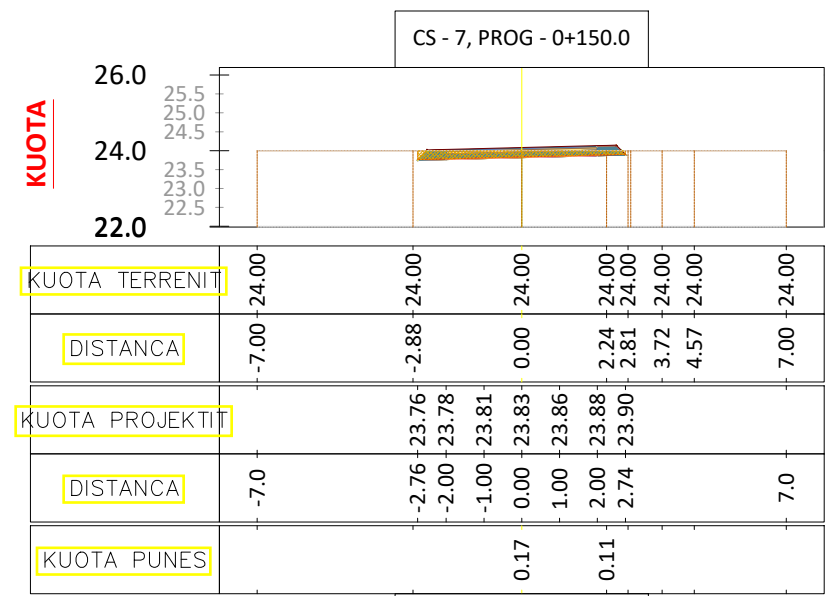 CS - 7, PROG - 0+150.0
KUOTA
26.0
25.5
25.0
24.5
24.0
23.5
23.0
22.5
22.0
KUOTA TERRENIT 24.00 24.00 24.00 24.00 24.00 24.00 24.00 24.00
DISTANCA -7.00 -2.88 0.00 2.24 2.81 3.72 4.57 7.00
KUOTA PROJEKTIT 23.76 23.78 23.81 23.83 23.86 23.88 23.90
DISTANCA -7.0 -2.76 -2.00 -1.00 0.00 1.00 2.00 2.74 7.0
KUOTA PUNES 0.17 0.11